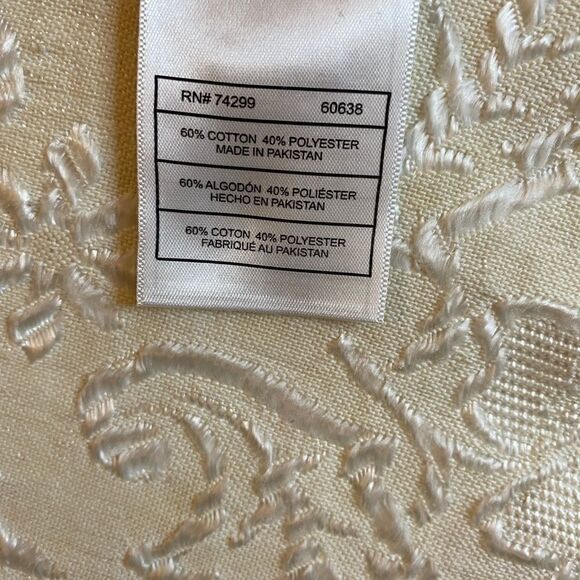 RN# 74299 60638
60% COTTON 40% POLYESTER
MADE IN PAKISTAN
60% ALGODÓN 40% POLIÉSTER
HECHO EN PAKISTAN
60% COTON 40% POLYESTER
FABRIQUÉ AU PAKISTAN